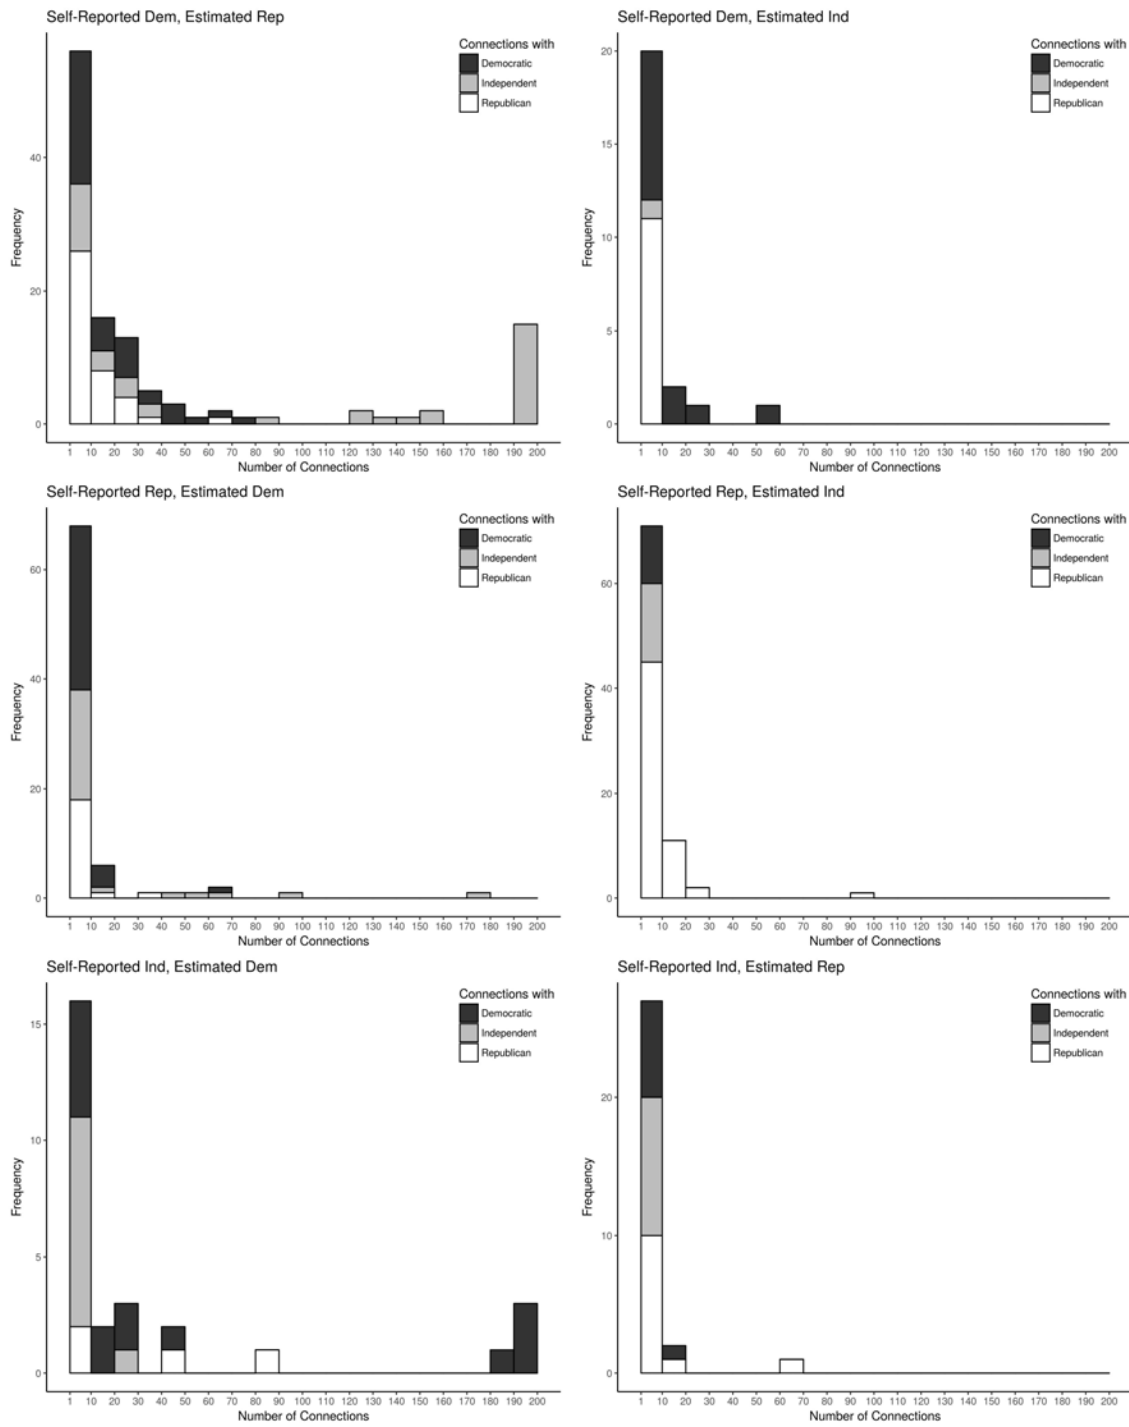 Self-Reported Dem, Estimated Rep
Connections with
Democratic
Independent
Republican
Frequency
40
20
0
1 10 20 30 40 50 60 70 80 90 100 110 120 130 140 150 160 170 180 190 200
Number of Connections
Self-Reported Dem, Estimated Ind
Connections with
Democratic
Independent
Republican
Frequency
20
15
10
5
0
1 10 20 30 40 50 60 70 80 90 100 110 120 130 140 150 160 170 180 190 200
Number of Connections
Self-Reported Rep, Estimated Dem
Connections with
Democratic
Independent
Republican
Frequency
60
40
20
0
1 10 20 30 40 50 60 70 80 90 100 110 120 130 140 150 160 170 180 190 200
Number of Connections
Self-Reported Rep, Estimated Ind
Connections with
Democratic
Independent
Republican
Frequency
60
40
20
0
1 10 20 30 40 50 60 70 80 90 100 110 120 130 140 150 160 170 180 190 200
Number of Connections
Self-Reported Ind, Estimated Dem
Connections with
Democratic
Independent
Republican
Frequency
15
10
5
0
1 10 20 30 40 50 60 70 80 90 100 110 120 130 140 150 160 170 180 190 200
Number of Connections
Self-Reported Ind, Estimated Rep
Connections with
Democratic
Independent
Republican
Frequency
20
10
0
1 10 20 30 40 50 60 70 80 90 100 110 120 130 140 150 160 170 180 190 200
Number of Connections